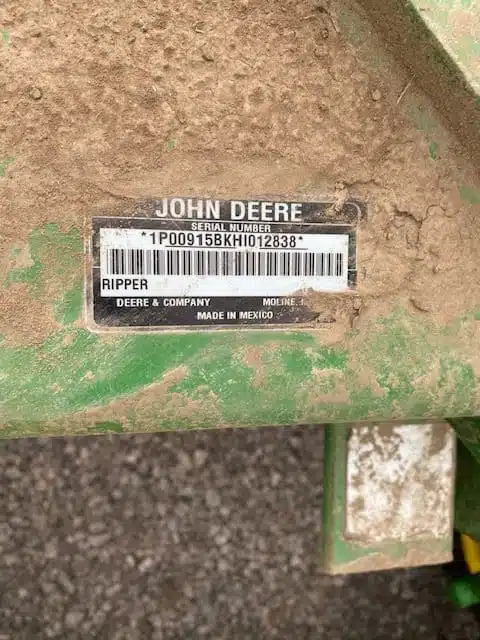 JOHN DEERE
SERIAL NUMBER
*1P00915BKHI012838*
RIPPER
DEERE & COMPANY MOLINE,
MADE IN MEXICO